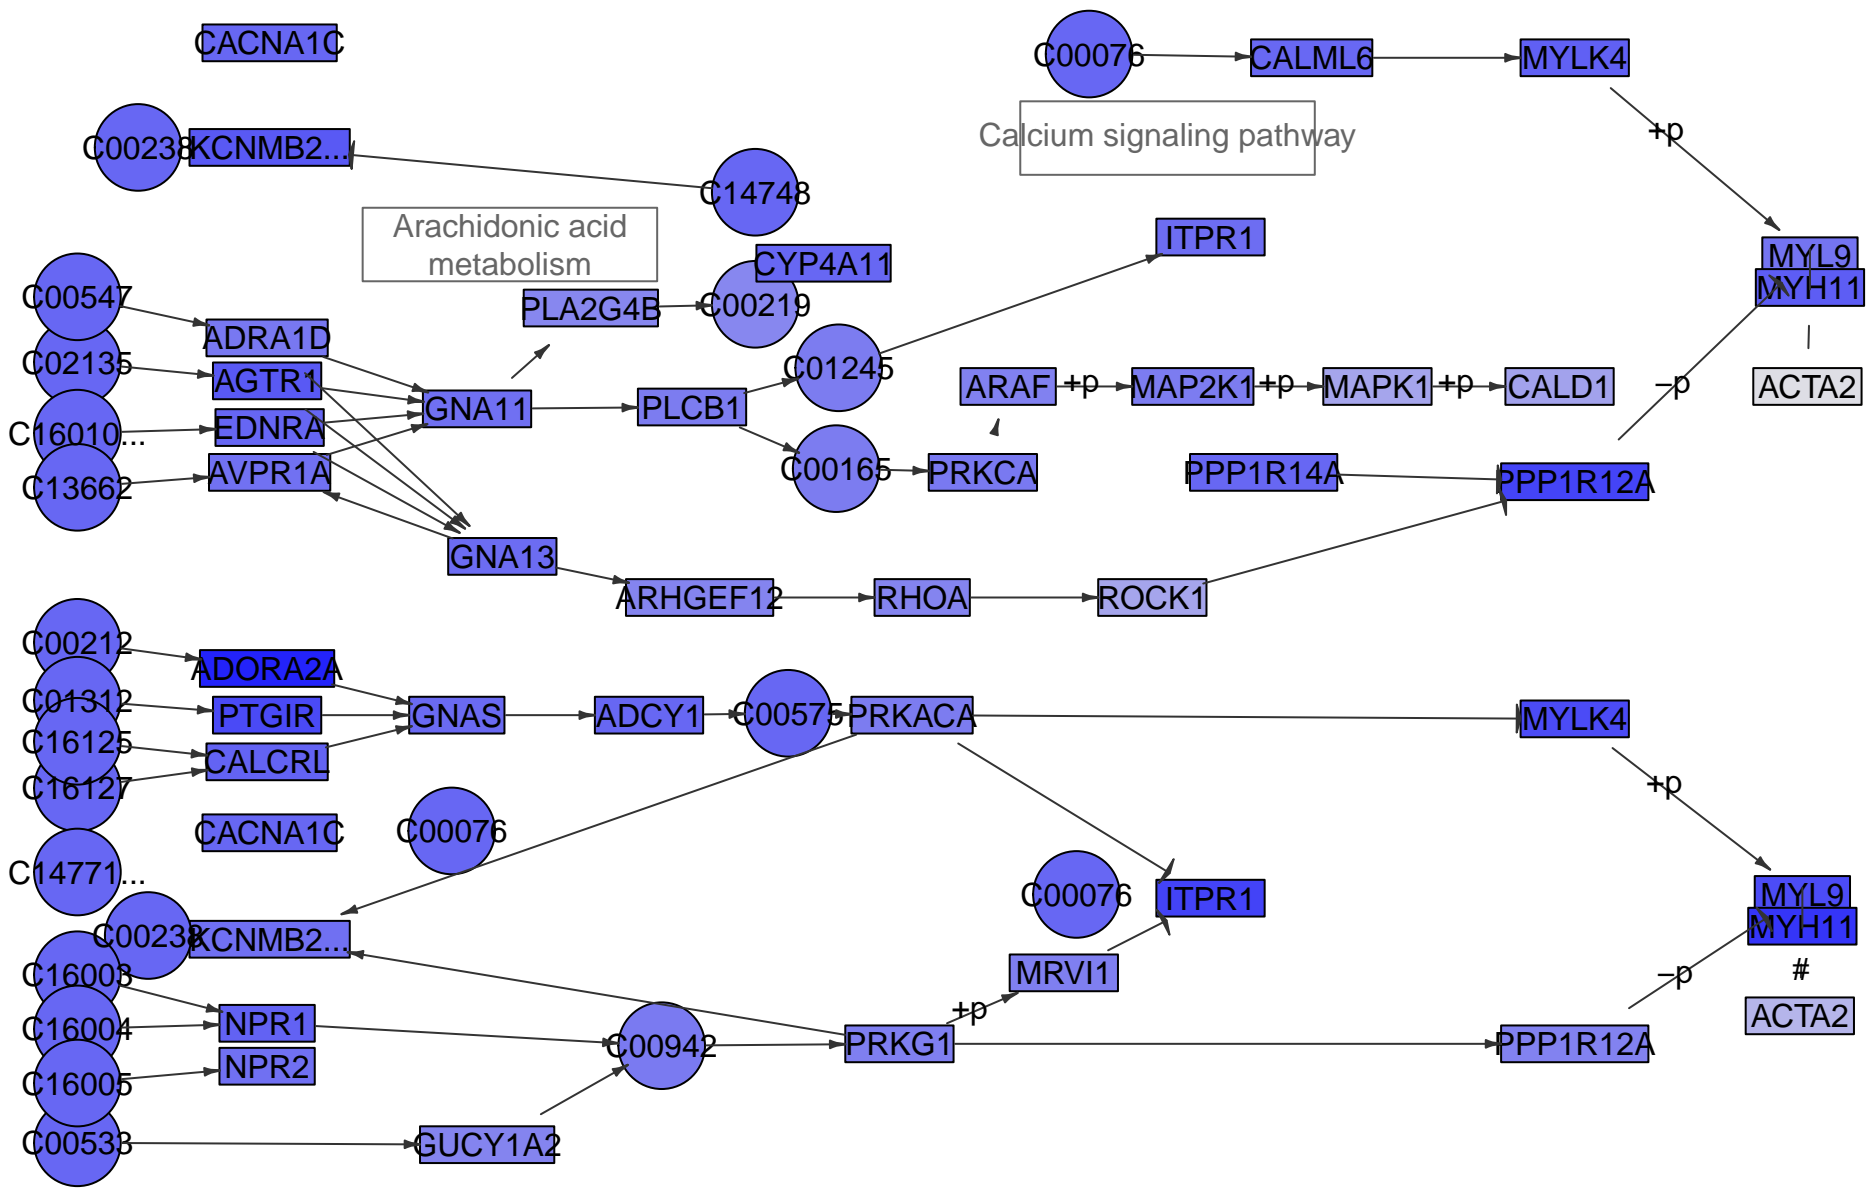 CACNA1C
C00076
CALML6
MYLK4
+p
C00238
KCNMB2...
Calcium signaling pathway
C14748
Arachidonic acid
metabolism
ITPR1
CYP4A11
MYL9
MYH11
C00547
PLA2G4B
C00219
ADRA1D
C02135
AGTR1
C01245
ARAF
+p
MAP2K1
+p
MAPK1
+p
CALD1
−p
ACTA2
GNA11
PLCB1
C16010...
EDNRA
C13662
AVPR1A
C00165
PRKCA
PPP1R14A
PPP1R12A
GNA13
ARHGEF12
RHOA
ROCK1
C00212
ADORA2A
C01312
PTGIR
GNAS
ADCY1
C00575
PRKACA
MYLK4
C16125
CALCRL
C16127
+p
CACNA1C
C00076
C14771...
C00076
ITPR1
MYL9
MYH11
C00238
KCNMB2...
C16003
MRVI1
−p
#
+p
ACTA2
C16004
NPR1
C00942
PRKG1
PPP1R12A
NPR2
C16005
C00533
GUCY1A2